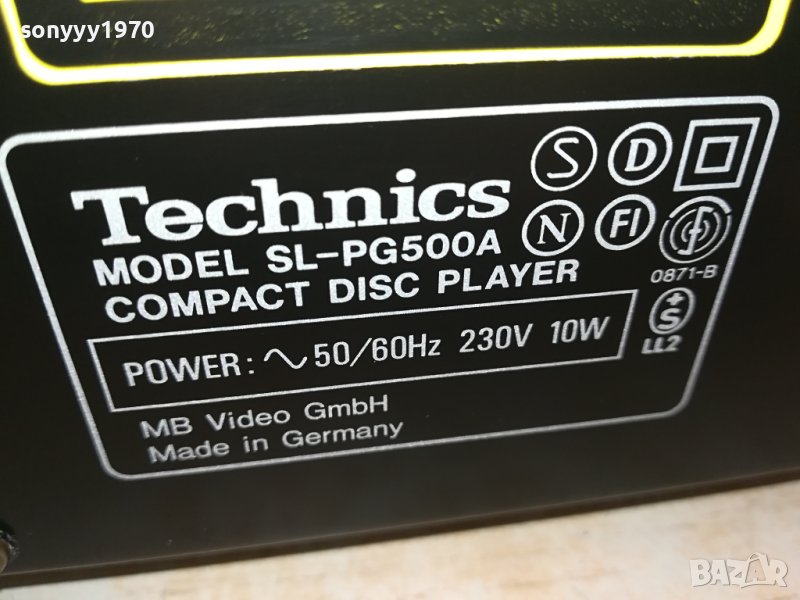 sonyyy1970
Technics
MODEL SL-PG500A
COMPACT DISC PLAYER
S D
N FI
0871-B
+S
LL2
POWER: ∿ 50/60Hz 230V 10W
MB Video GmbH
Made in Germany
BAZAR